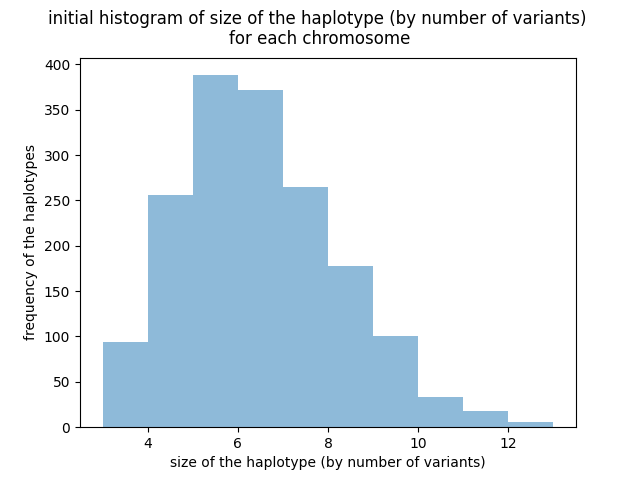 initial histogram of size of the haplotype (by number of variants)
for each chromosome
400
350
300
250
200
150
100
50
0
frequency of the haplotypes
4 6 8 10 12
size of the haplotype (by number of variants)